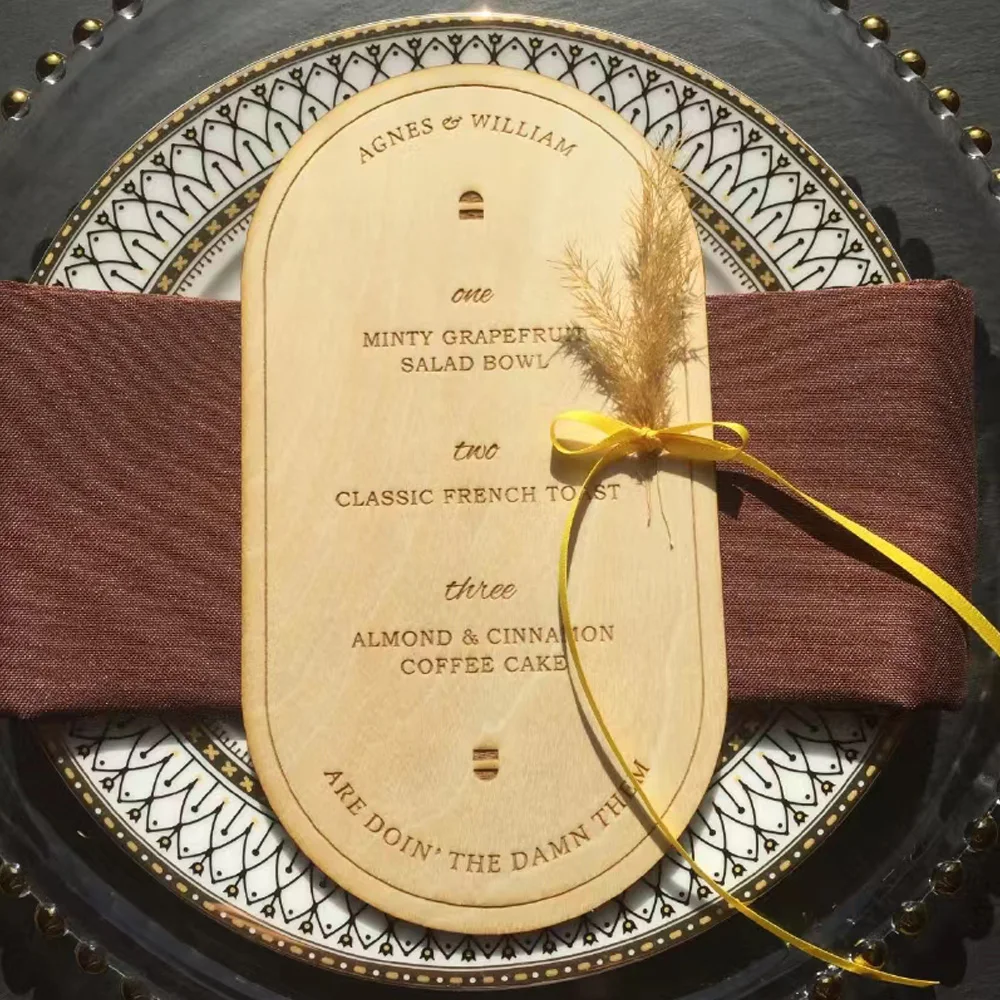 AGNES & WILLIAM
one
MINTY GRAPEFRUIT
SALAD BOWL
two
CLASSIC FRENCH TOAST
three
ALMOND & CINNAMON
COFFEE CAKE
ARE DOIN' THE DAMN THEM